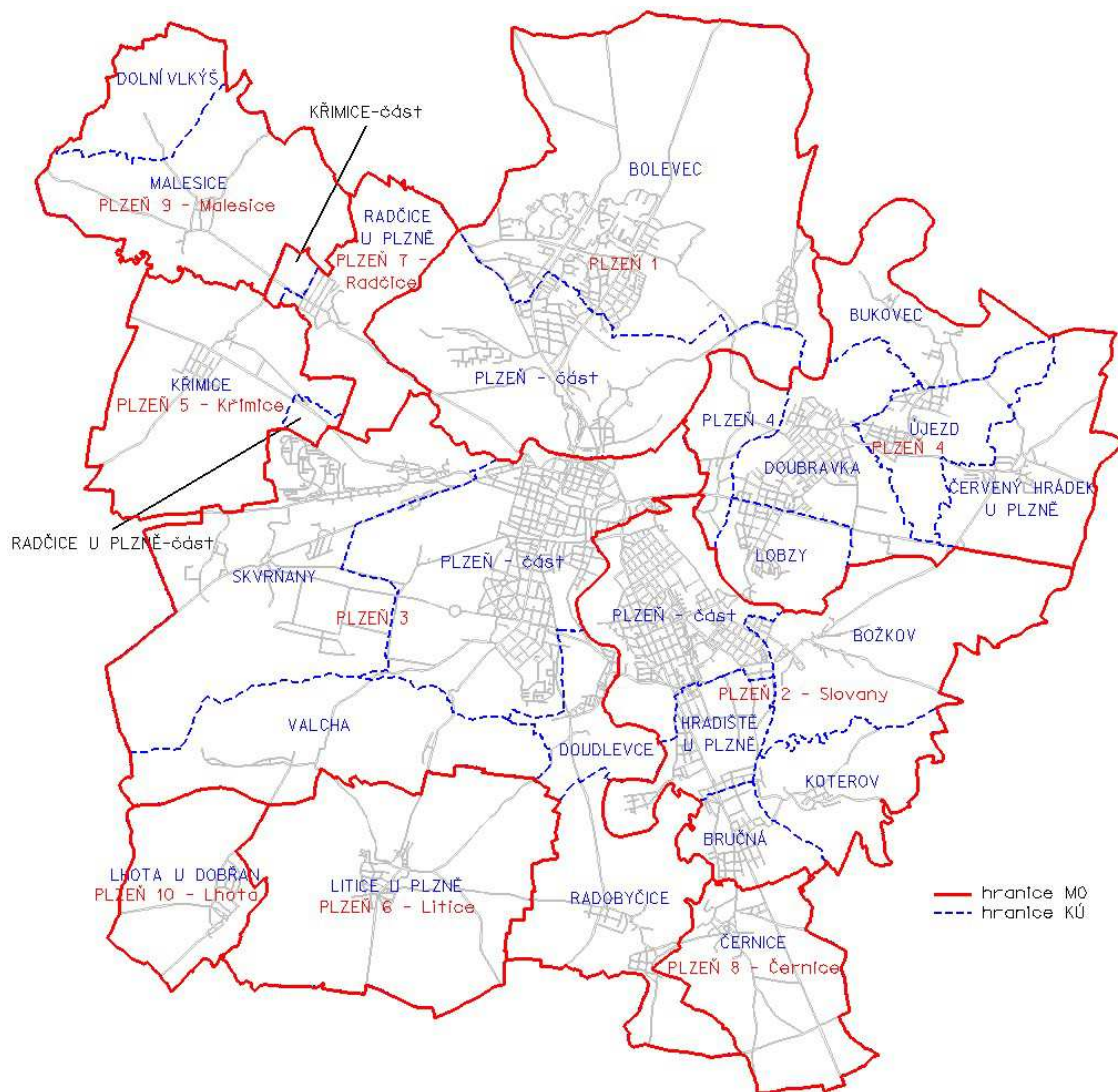 DOLNÍ VLKÝŠ
KŘIMICE-část
BOLEVEC
MALESICE
PLZEŇ 9 - Malesice
RADČICE
U PLZNĚ
PLZEŇ 7 -
Radčice
PLZEŇ 1
BUKOVEC
PLZEŇ - část
KŘIMICE
PLZEŇ 5 - Křimice
PLZEŇ 4
ÚJEZD
PLZEŇ 4
DOUBRAVKA
ČERVENÝ HRÁDEK
U PLZNĚ
RADČICE U PLZNĚ-část
SKVRŇANY
PLZEŇ - část
LOBZY
PLZEŇ 3
PLZEŇ - část
BOŽKOV
PLZEŇ 2 - Slovany
VALCHA
HRADIŠTĚ
U PLZNĚ
DOUDLEVCE
KOTEROV
BRUČNÁ
LHOTA U DOBŘAN
PLZEŇ 10 - Lhota
LITICE U PLZNĚ
PLZEŇ 6 - Litice
RADOBYČICE
hranice MO
hranice KÚ
ČERNICE
PLZEŇ 8 - Černice